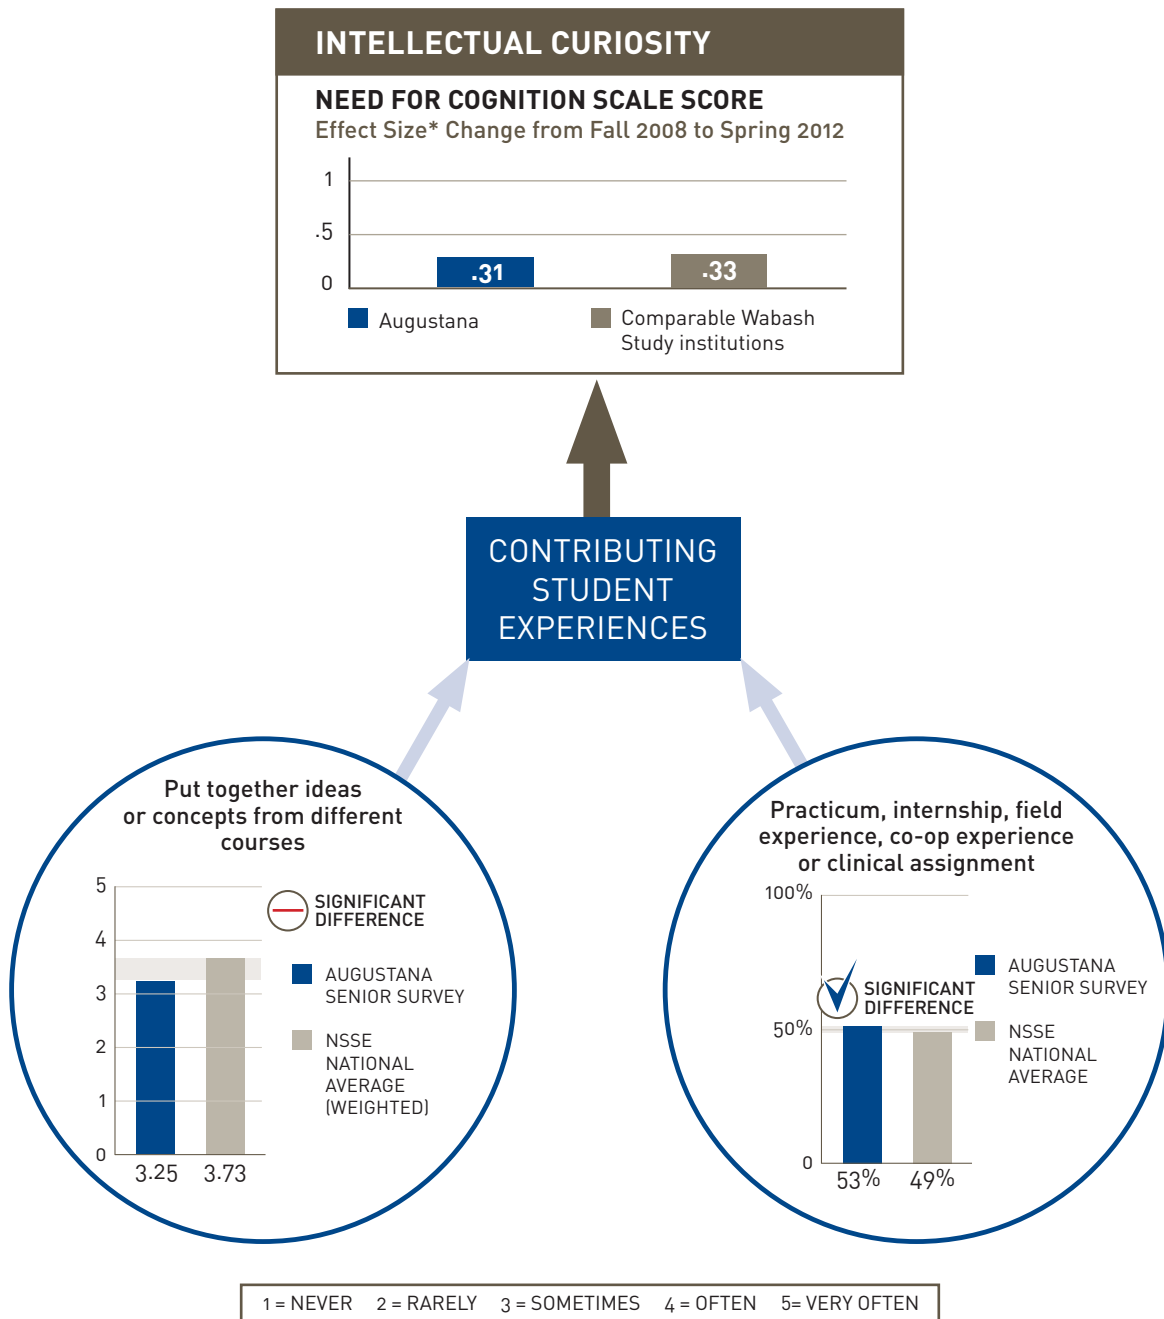 INTELLECTUAL CURIOSITY
NEED FOR COGNITION SCALE SCORE
Effect Size* Change from Fall 2008 to Spring 2012
1
.5
0
.31
.33
Augustana
Comparable Wabash
Study institutions
CONTRIBUTING
STUDENT
EXPERIENCES
Put together ideas
or concepts from different
courses
5
4
3
2
1
0
SIGNIFICANT
DIFFERENCE
AUGUSTANA
SENIOR SURVEY
NSSE
NATIONAL
AVERAGE
(WEIGHTED)
3.25 3.73
Practicum, internship, field
experience, co-op experience
or clinical assignment
100%
50%
0
SIGNIFICANT
DIFFERENCE
AUGUSTANA
SENIOR SURVEY
NSSE
NATIONAL
AVERAGE
53% 49%
1 = NEVER 2 = RARELY 3 = SOMETIMES 4 = OFTEN 5= VERY OFTEN